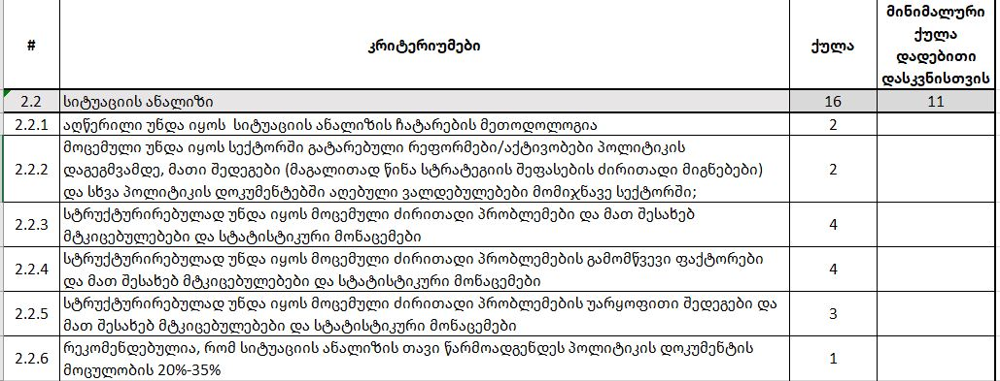 # კრიტერიუმები ქულა მინიმალური ქულა დადებითი დასკვნისთვის
2.2 სიტუაციის ანალიზი 16 11
2.2.1 აღწერილი უნდა იყოს სიტუაციის ანალიზის ჩატარების მეთოდოლოგია 2
2.2.2 მოცემული უნდა იყოს სექტორში გატარებული რეფორმები/აქტივობები პოლიტიკის
დაგეგმვამდე, მათი შედეგები (მაგალითად წინა სტრატეგიის შეფასების ძირითადი მიგნებები)
და სხვა პოლიტიკის დოკუმენტებში აღებული ვალდებულებები მომიჯნავე სექტორში; 2
2.2.3 სტრუქტურირებულად უნდა იყოს მოცემული ძირითადი პრობლემები და მათ შესახებ
მტკიცებულებები და სტატისტიკური მონაცემები 4
2.2.4 სტრუქტურირებულად უნდა იყოს მოცემული ძირითადი პრობლემების გამომწვევი ფაქტორები
და მათ შესახებ მტკიცებულებები და სტატისტიკური მონაცემები 4
2.2.5 სტრუქტურირებულად უნდა იყოს მოცემული ძირითადი პრობლემების უარყოფითი შედეგები და
მათ შესახებ მტკიცებულებები და სტატისტიკური მონაცემები 3
2.2.6 რეკომენდებულია, რომ სიტუაციის ანალიზის თავი წარმოადგენდეს პოლიტიკის დოკუმენტის
მოცულობის 20%-35% 1